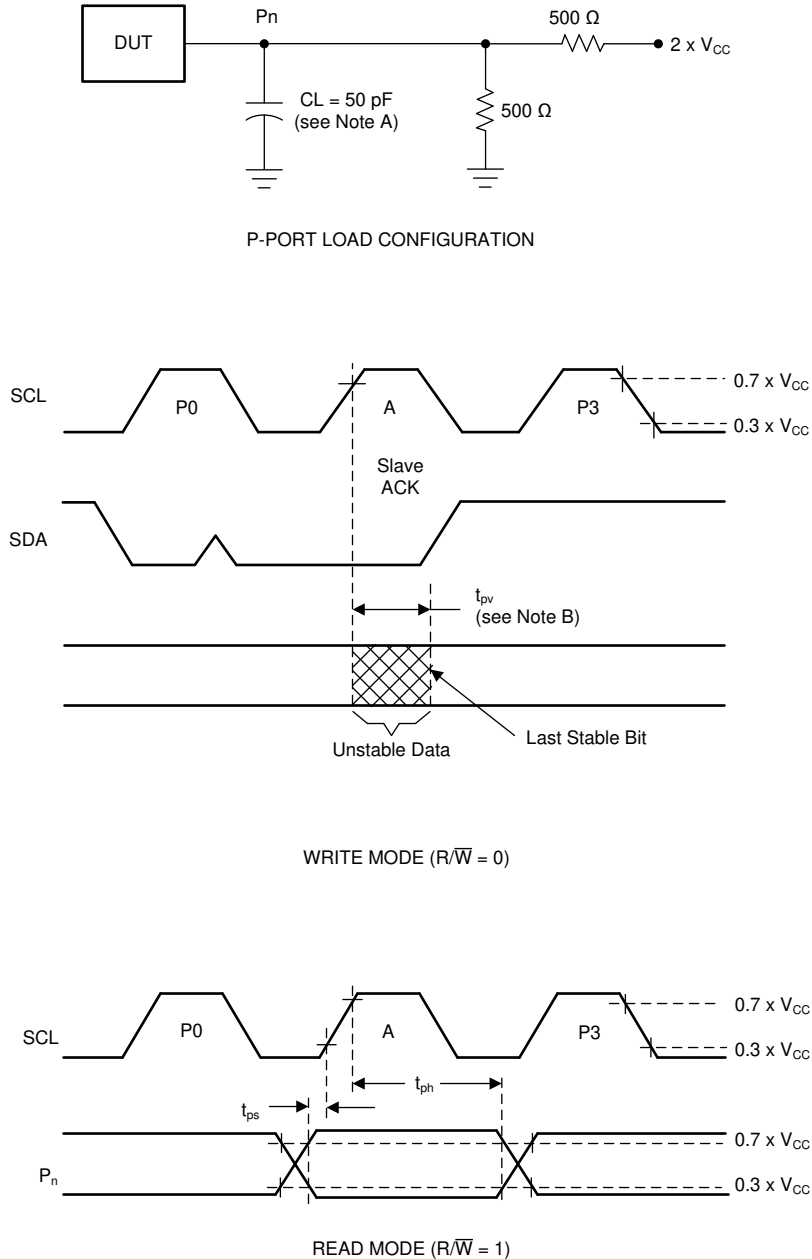 DUT
Pn
500 Ω
2 x VCC
CL = 50 pF
(see Note A)
500 Ω
P-PORT LOAD CONFIGURATION
SCL
P0
A
P3
0.7 x VCC
0.3 x VCC
Slave
ACK
SDA
tpv
(see Note B)
Unstable Data
Last Stable Bit
WRITE MODE (R/W̅ = 0)
SCL
P0
A
P3
0.7 x VCC
0.3 x VCC
tph
tps
Pn
0.7 x VCC
0.3 x VCC
READ MODE (R/W̅ = 1)